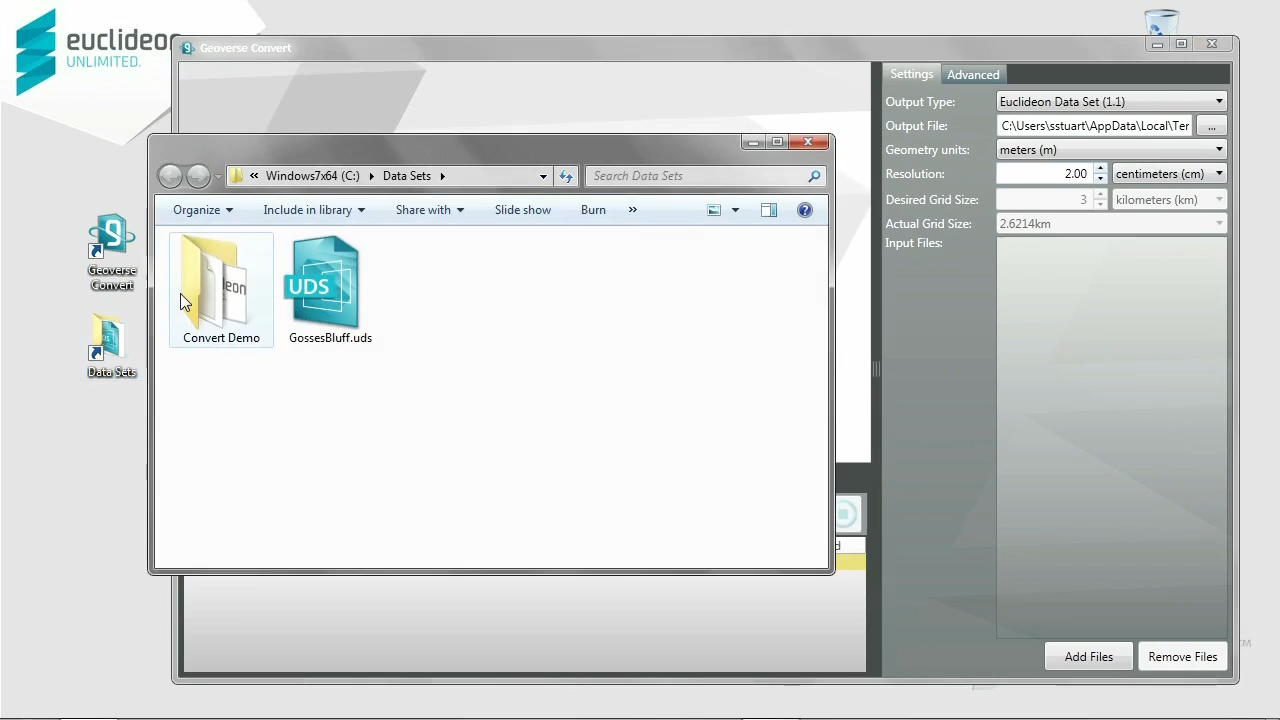 euclideon
UNLIMITED.
Geoverse Convert
Settings
Advanced
Output Type:
Euclideon Data Set (1.1)
Output File:
C:\Users\sstuart\AppData\Local\Ter
...
Geometry units:
meters (m)
Resolution:
2.00
centimeters (cm)
Desired Grid Size:
3
kilometers (km)
Actual Grid Size:
2.6214km
Input Files:
Add Files
Remove Files
« Windows7x64 (C:)
Data Sets
Search Data Sets
Organize
Include in library
Share with
Slide show
Burn
»
eon
UDS
Convert Demo
GossesBluff.uds
Geoverse
Convert
Data Sets
TM